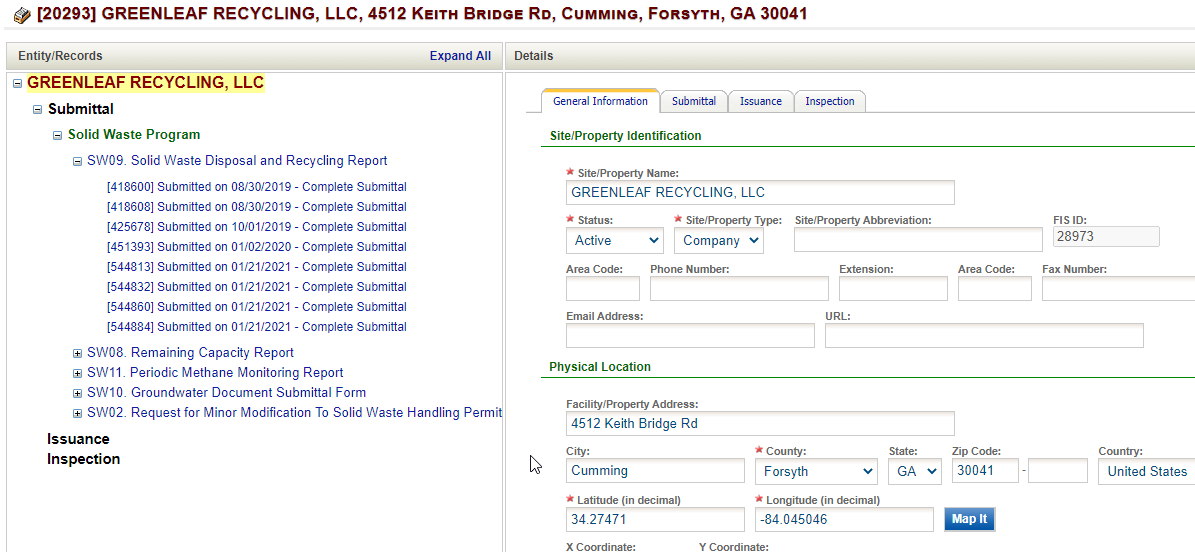 [20293] GREENLEAF RECYCLING, LLC, 4512 KEITH BRIDGE RD, CUMMING, FORSYTH, GA 30041
Entity/Records Expand All
GREENLEAF RECYCLING, LLC
Submittal
Solid Waste Program
SW09. Solid Waste Disposal and Recycling Report
[418600] Submitted on 08/30/2019 - Complete Submittal
[418608] Submitted on 08/30/2019 - Complete Submittal
[425678] Submitted on 10/01/2019 - Complete Submittal
[451393] Submitted on 01/02/2020 - Complete Submittal
[544813] Submitted on 01/21/2021 - Complete Submittal
[544832] Submitted on 01/21/2021 - Complete Submittal
[544860] Submitted on 01/21/2021 - Complete Submittal
[544884] Submitted on 01/21/2021 - Complete Submittal
SW08. Remaining Capacity Report
SW11. Periodic Methane Monitoring Report
SW10. Groundwater Document Submittal Form
SW02. Request for Minor Modification To Solid Waste Handling Permit
Issuance
Inspection
Details
General Information Submittal Issuance Inspection
Site/Property Identification
* Site/Property Name:
GREENLEAF RECYCLING, LLC
* Status: * Site/Property Type: Site/Property Abbreviation: FIS ID:
Active Company 28973
Area Code: Phone Number: Extension: Area Code: Fax Number:
Email Address: URL:
Physical Location
Facility/Property Address:
4512 Keith Bridge Rd
City: * County: State: Zip Code: Country:
Cumming Forsyth GA 30041 - United States
* Latitude (in decimal) * Longitude (in decimal)
34.27471 -84.045046 Map It
X Coordinate: Y Coordinate: